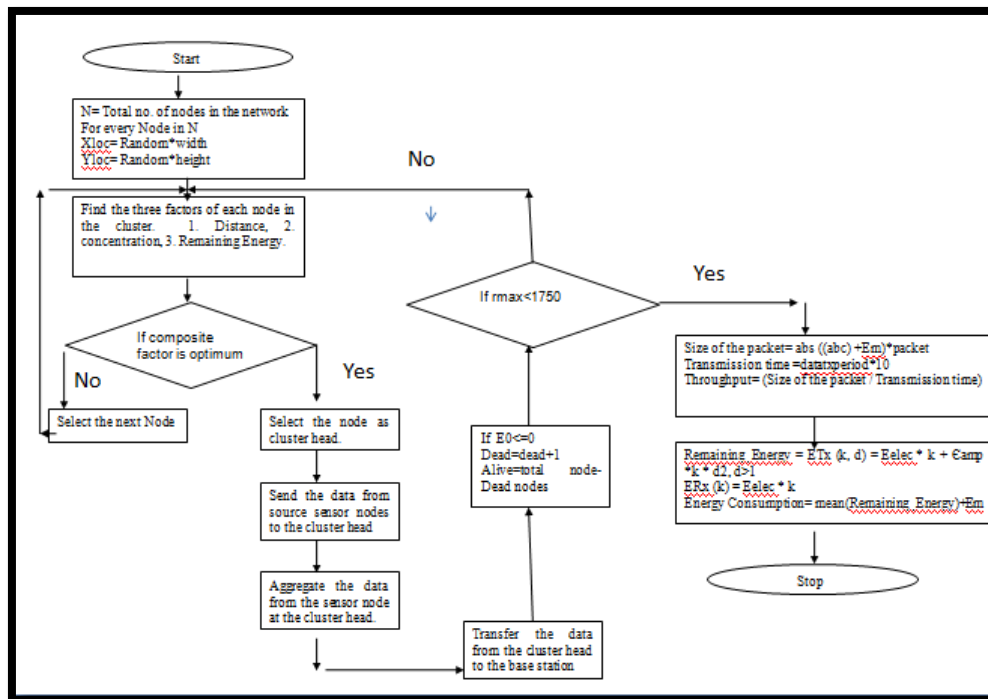 Start
N= Total no. of nodes in the network
For every Node in N
Xloc= Random*width
Yloc= Random*height
No
Find the three factors of each node in
the cluster. 1. Distance, 2.
concentration, 3. Remaining Energy.
If composite
factor is optimum
No
Yes
Select the next Node
Select the node as
cluster head.
Send the data from
source sensor nodes
to the cluster head
Aggregate the data
from the sensor node
at the cluster head.
Transfer the data
from the cluster head
to the base station
If E0<=0
Dead=dead+1
Alive=total node-
Dead nodes
If rmax<1750
Yes
Size of the packet= abs ((abc) +Em)*packet
Transmission time =datatxperiod*10
Throughput= (Size of the packet / Transmission time)
Remaining_Energy = ETx (k, d) = Eelec * k + Єamp
*k * d2, d>1
ERx (k) = Eelec * k
Energy Consumption= mean(Remaining_Energy)+Em
Stop